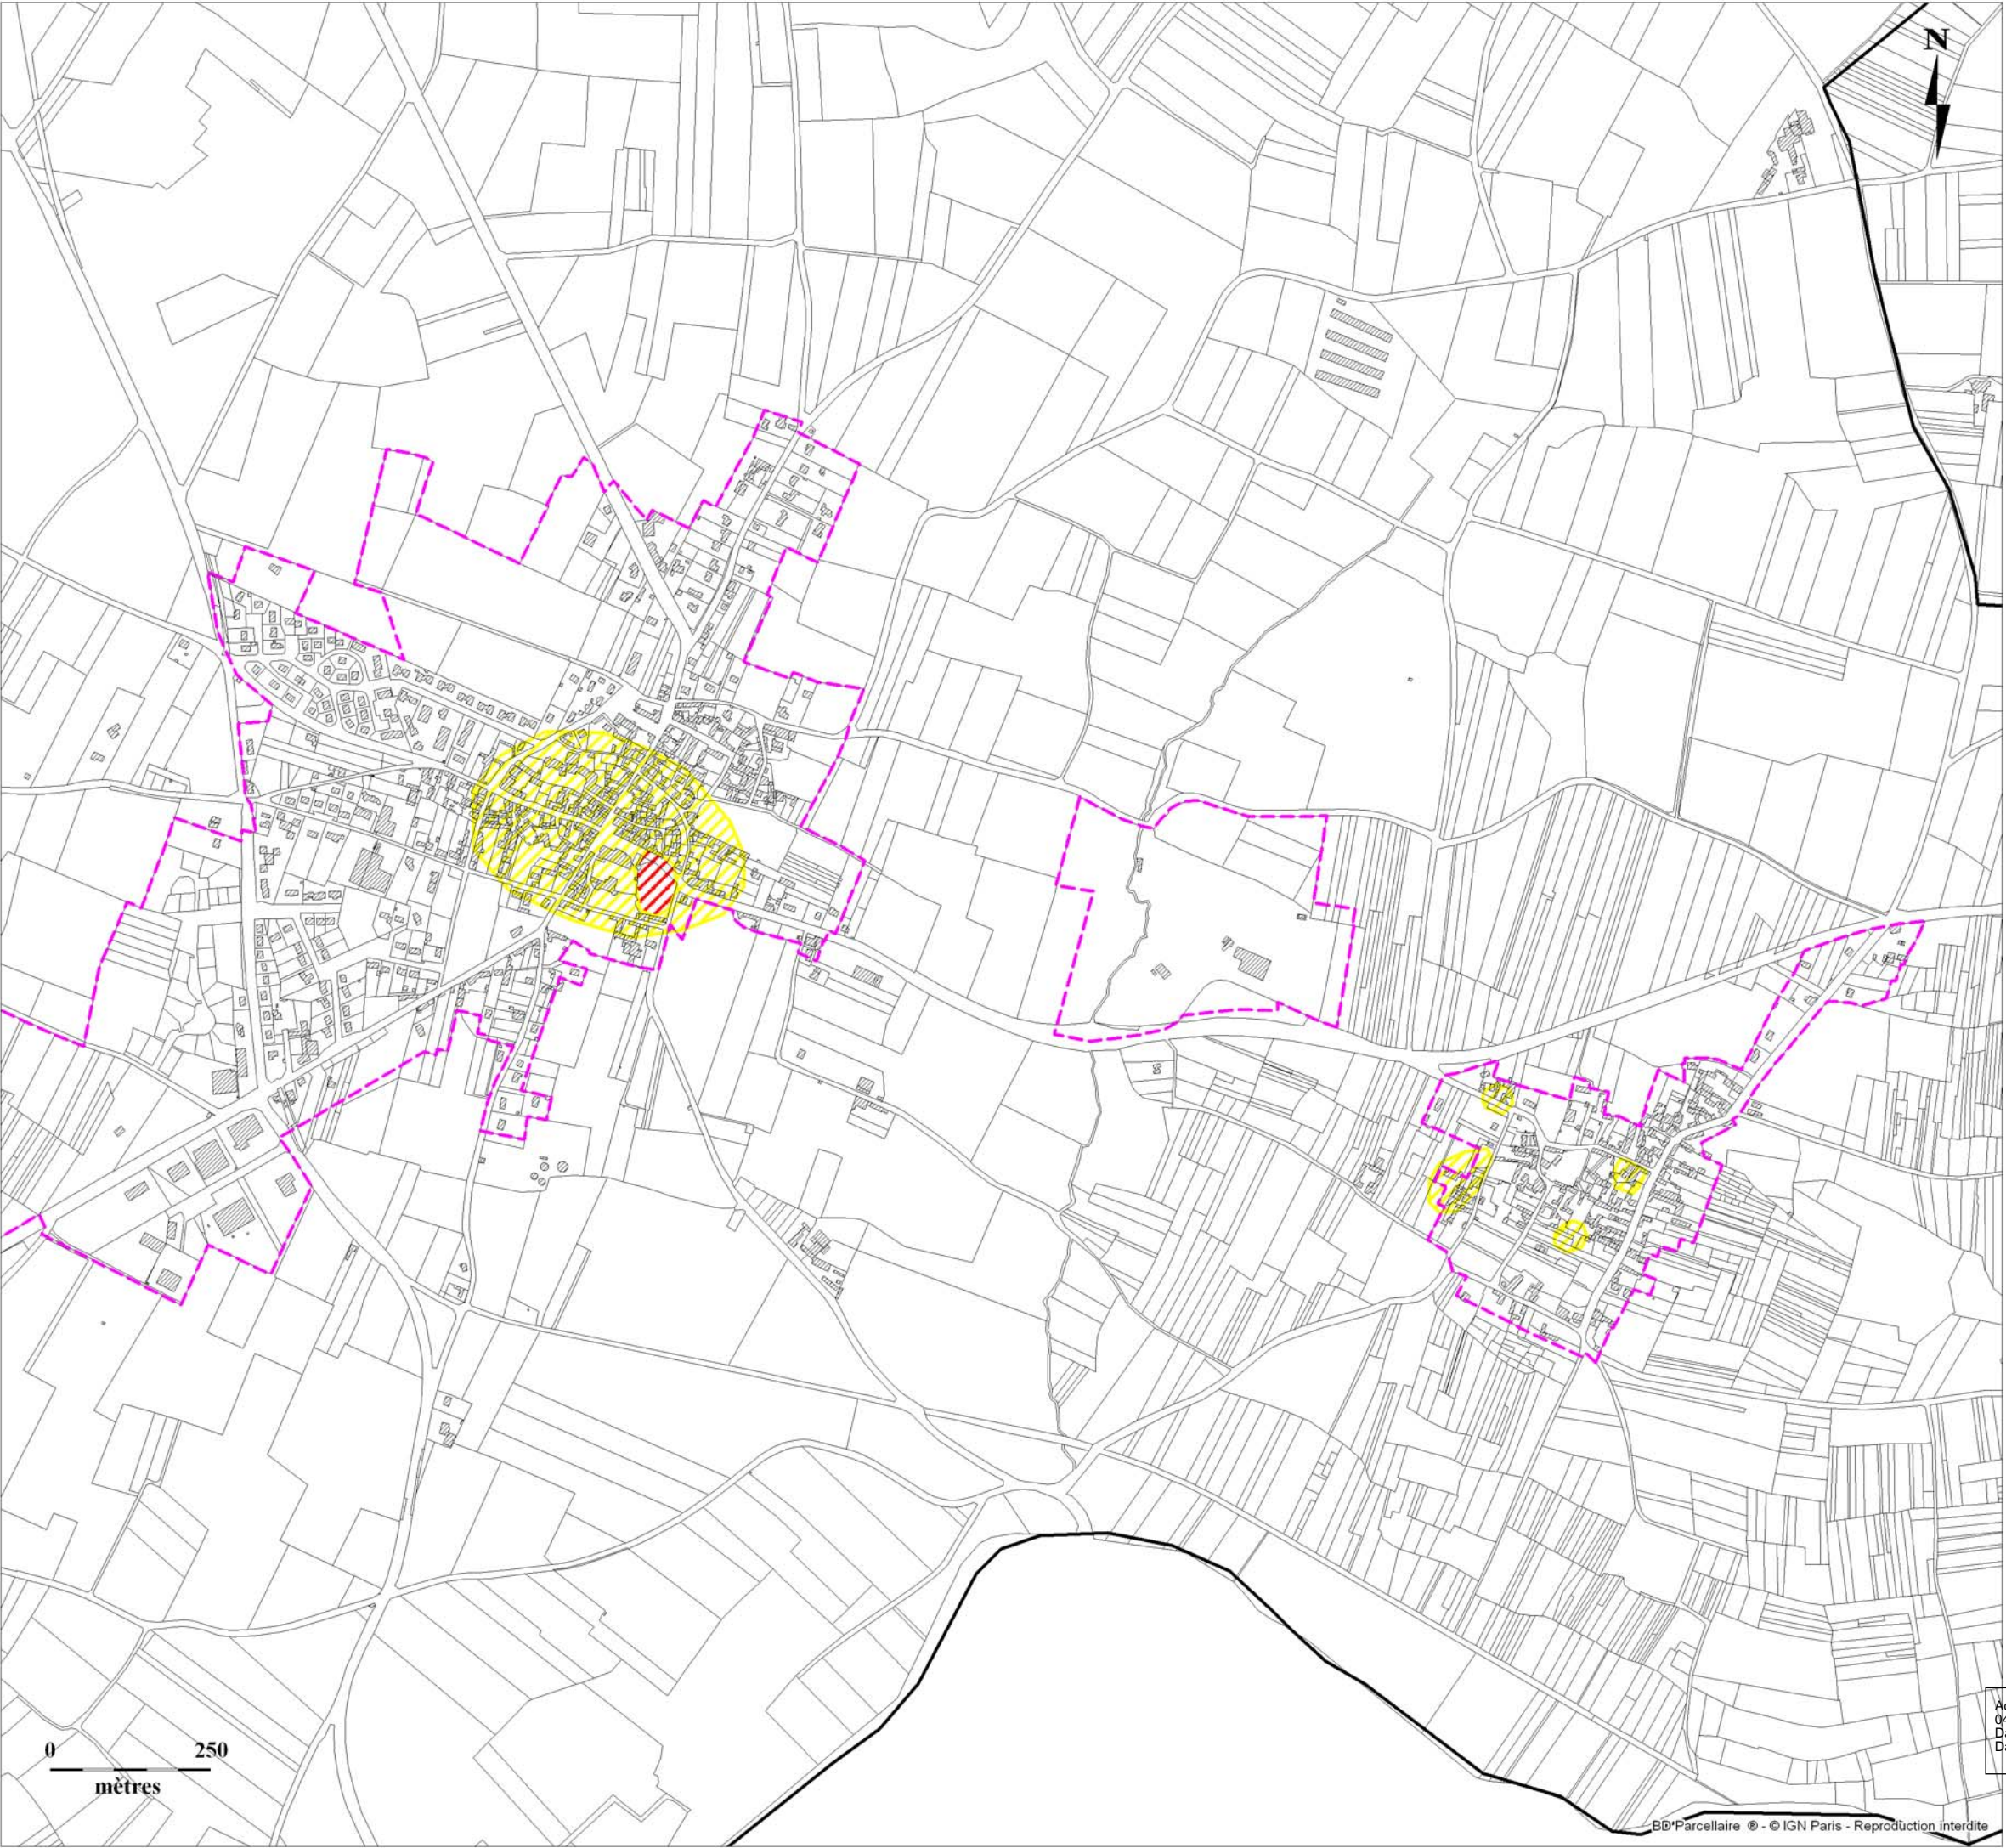 N
0 250
mètres
BD*Parcellaire ® - © IGN Paris - Reproduction interdite